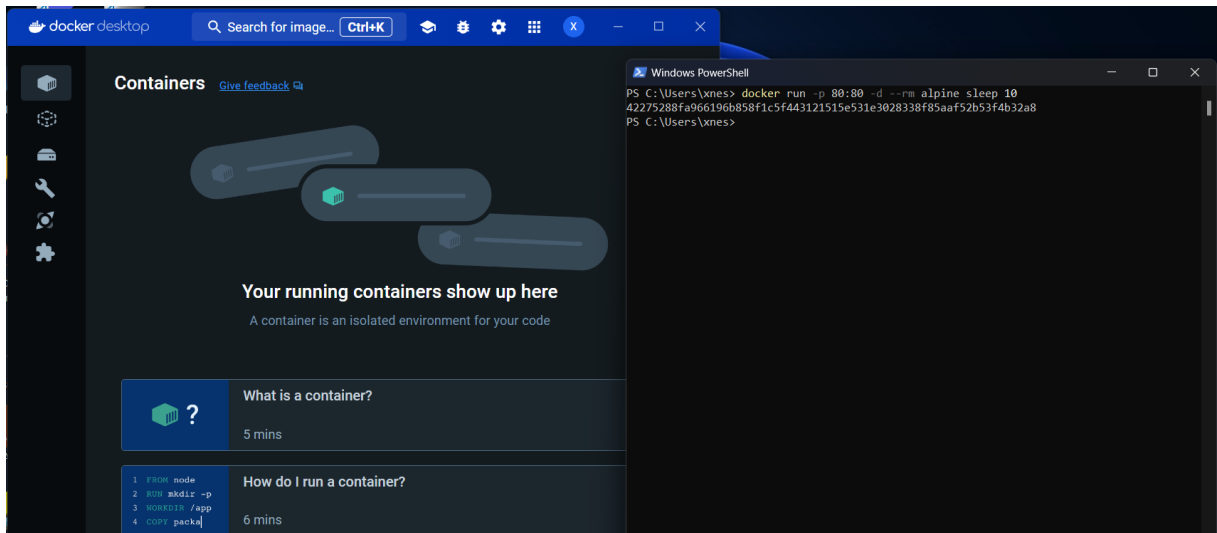 docker desktop
Search for image... Ctrl+K
X
Containers Give feedback
Your running containers show up here
A container is an isolated environment for your code
What is a container?
?
5 mins
How do I run a container?
1 FROM node
2 RUN mkdir -p
3 WORKDIR /app
4 COPY packa
6 mins
Windows PowerShell
PS C:\Users\xnes> docker run -p 80:80 -d --rm alpine sleep 10
42275288fa966196b858f1c5f443121515e531e3028338f85aaf52b53f4b32a8
PS C:\Users\xnes>